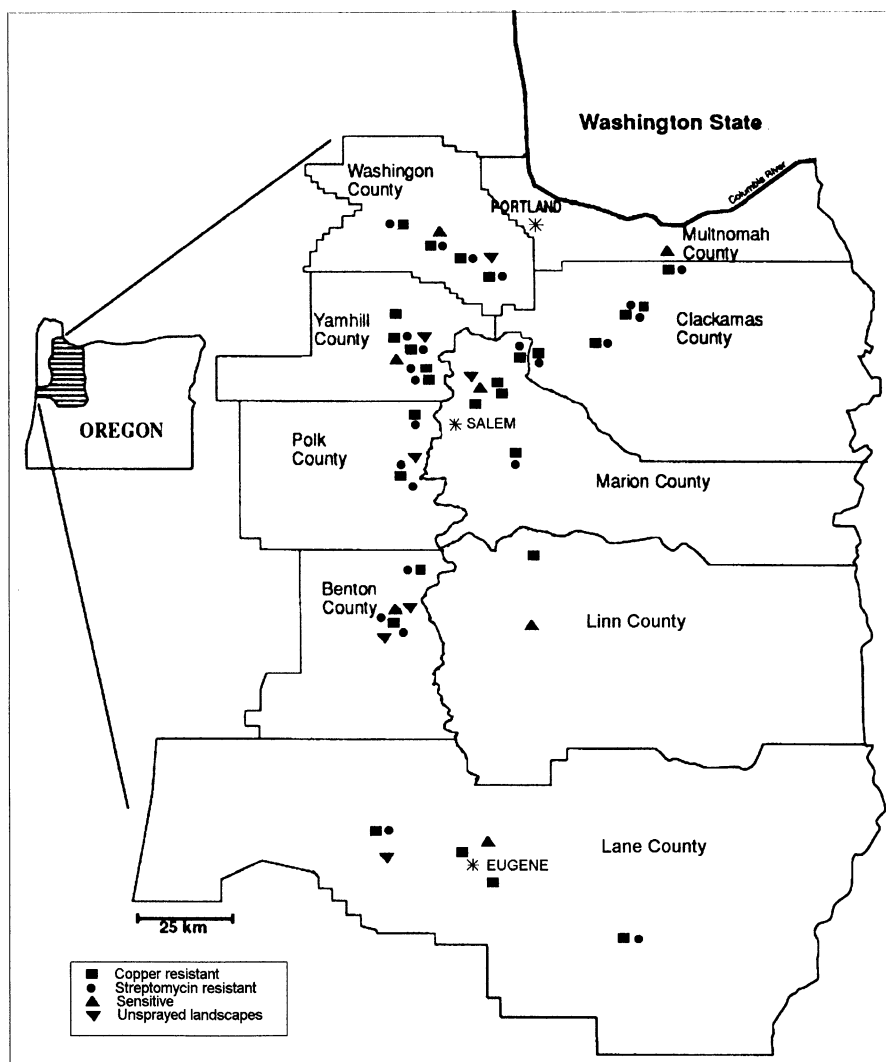 Washington State
Washingon
County
Columbia River
PORTLAND
Multnomah
County
Yamhill
County
Clackamas
County
OREGON
SALEM
Polk
County
Marion County
Benton
County
Linn County
EUGENE
Lane County
25 km
Copper resistant
Streptomycin resistant
Sensitive
Unsprayed landscapes